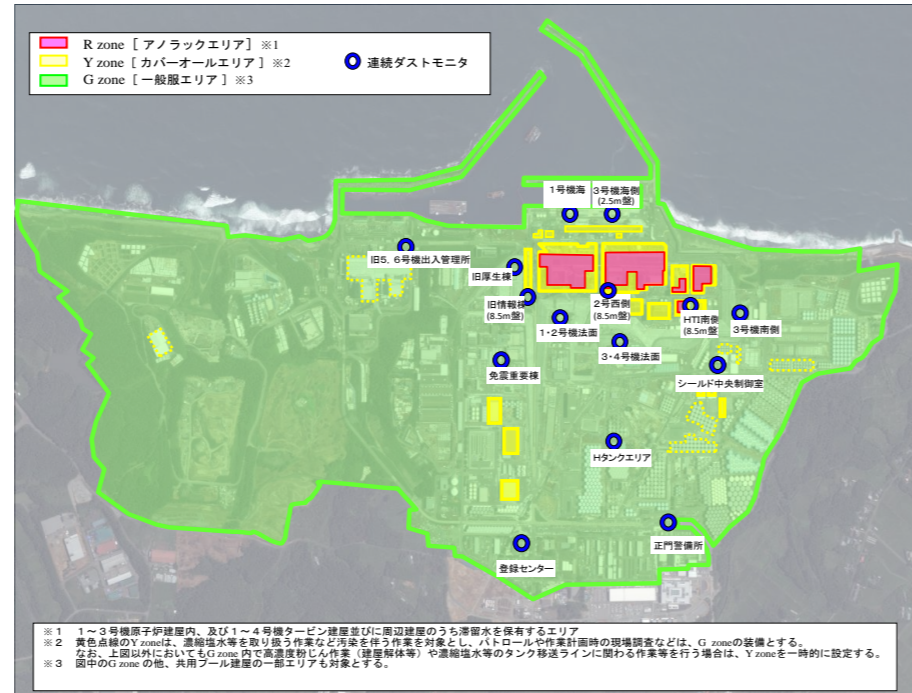 R zone [ アノラックエリア] ※1
Y zone [ カバーオールエリア] ※2
G zone [ 一般服エリア] ※3
連続ダストモニタ
1号機海
3号機海側
(2.5m盤)
旧5, 6号機出入管理所
旧厚生棟
旧情報棟
(8.5m盤)
2号西側
(8.5m盤)
HTI南側
(8.5m盤)
3号機南側
1・2号機法面
3・4号機法面
免震重要棟
シールド中央制御室
Hタンクエリア
正門警備所
登録センター
※1 1～3号機原子炉建屋内、及び1～4号機タービン建屋並びに周辺建屋のうち滞留水を保有するエリア
※2 黄色点線のY zoneは、濃縮塩水等を取り扱う作業など汚染を伴う作業を対象とし、パトロールや作業計画時の現場調査などは、G zoneの装備とする。
なお、上図以外においてもG zone 内で高濃度粉じん作業（建屋解体等）や濃縮塩水等のタンク移送ラインに関わる作業等を行う場合は、Y zoneを一時的に設定する。
※3 図中のG zone の他、共用プール建屋の一部エリアも対象とする。